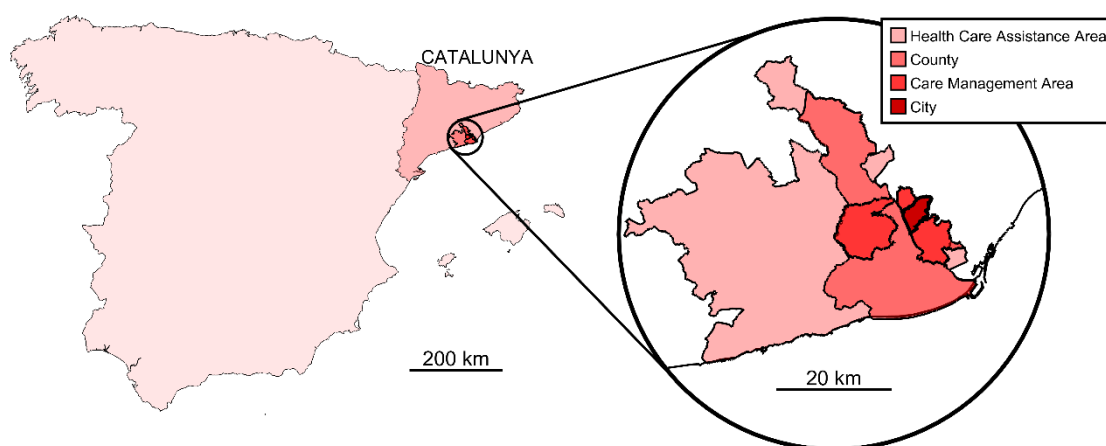 CATALUNYA
200 km
Health Care Assistance Area
County
Care Management Area
City
20 km